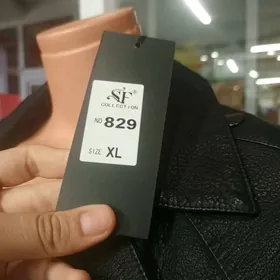 SF
COLLECTION
NO 829
SIZE: XL